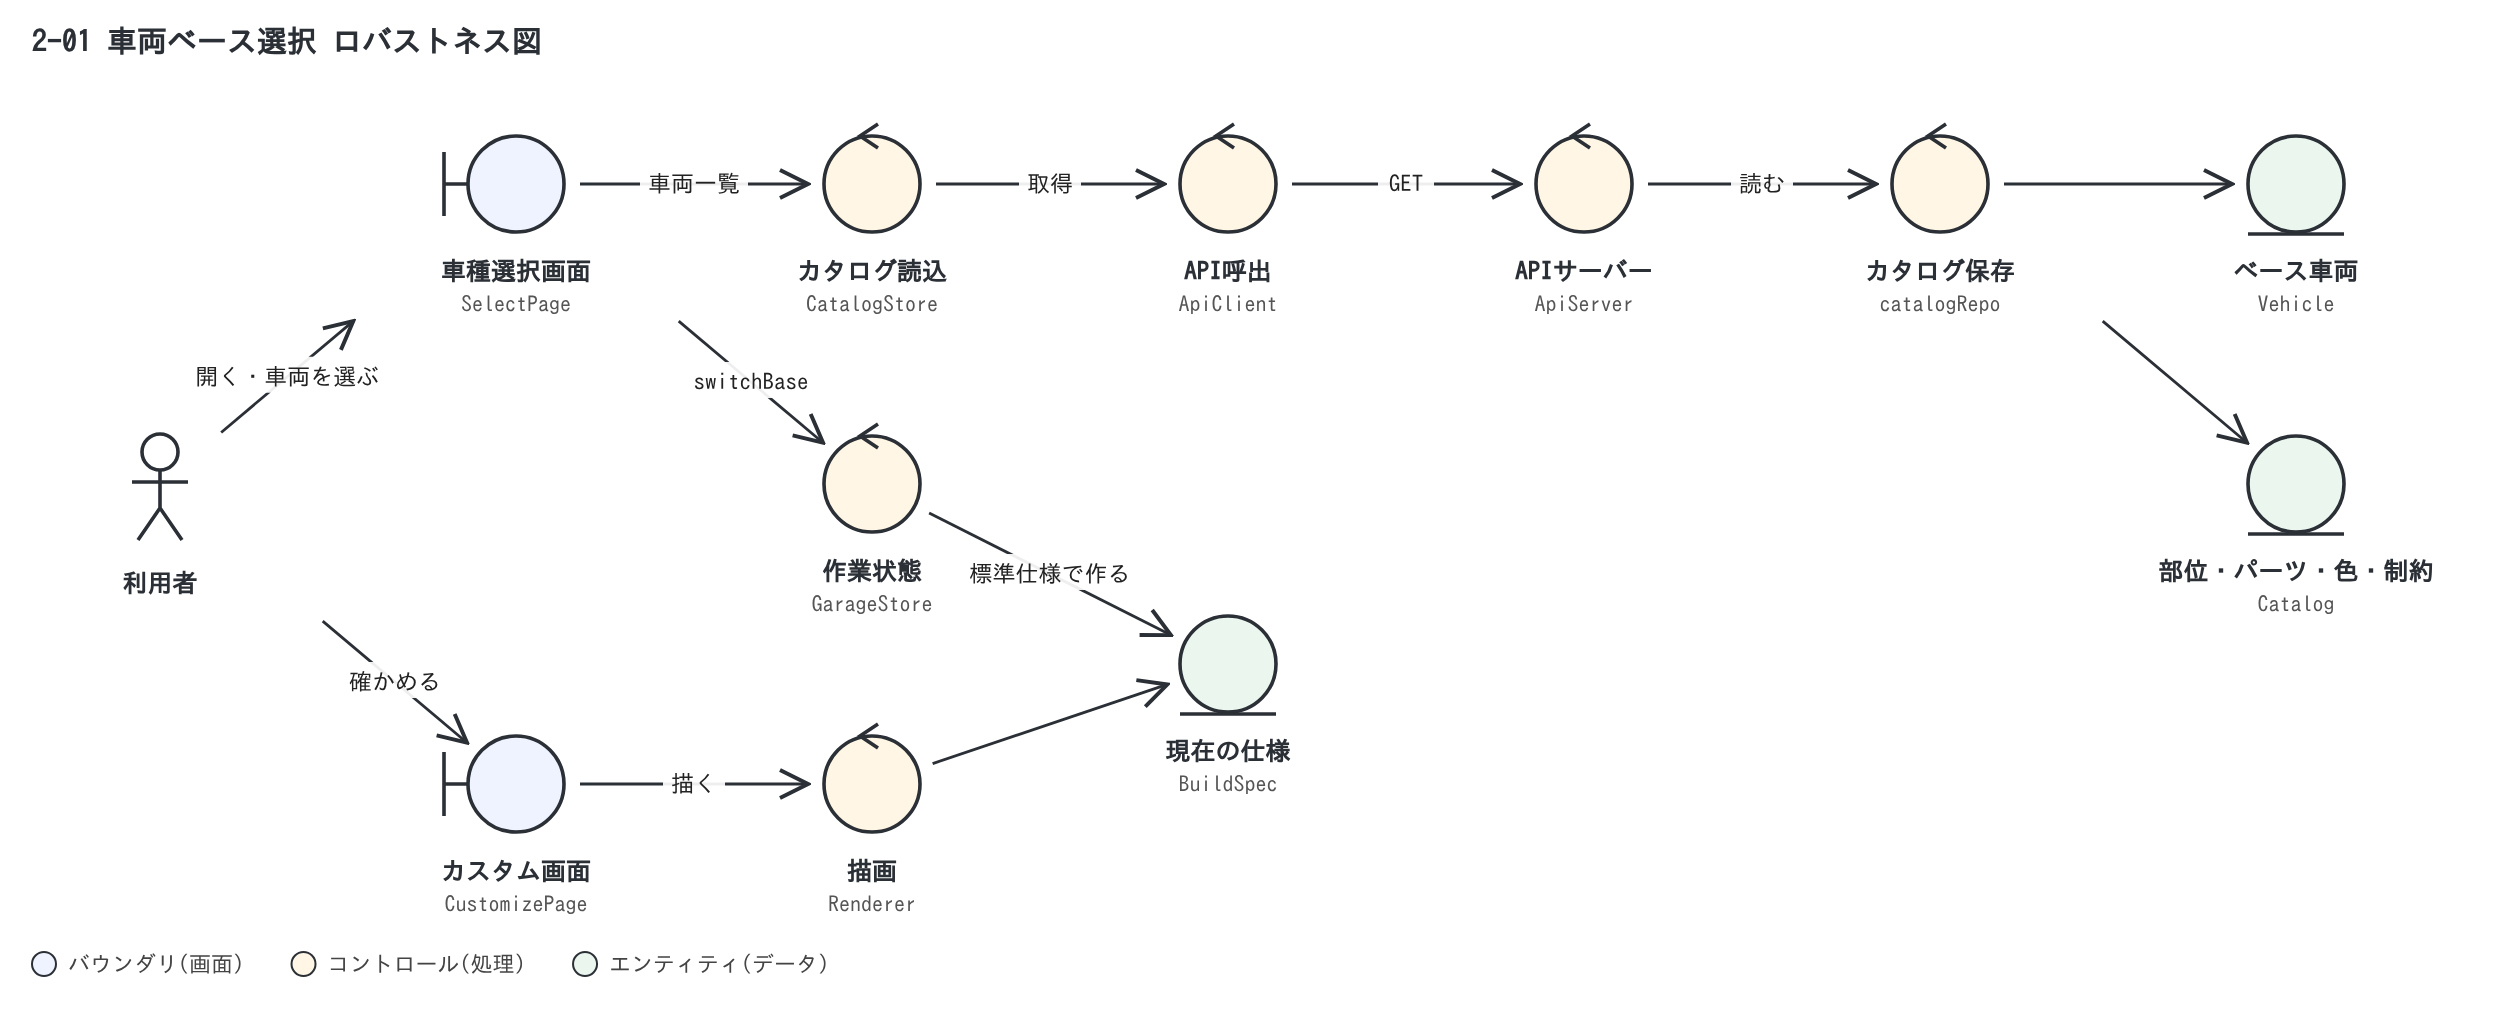 2-01 車両ベース選択 ロバストネス図
車両一覧
取得
GET
読む
車種選択画面
SelectPage
カタログ読込
CatalogStore
API呼出
ApiClient
APIサーバー
ApiServer
カタログ保存
catalogRepo
ベース車両
Vehicle
開く・車両を選ぶ
switchBase
利用者
作業状態
GarageStore
標準仕様で作る
部位・パーツ・色・制約
Catalog
確かめる
現在の仕様
BuildSpec
描く
カスタム画面
CustomizePage
描画
Renderer
バウンダリ(画面)
コントロール(処理)
エンティティ(データ)